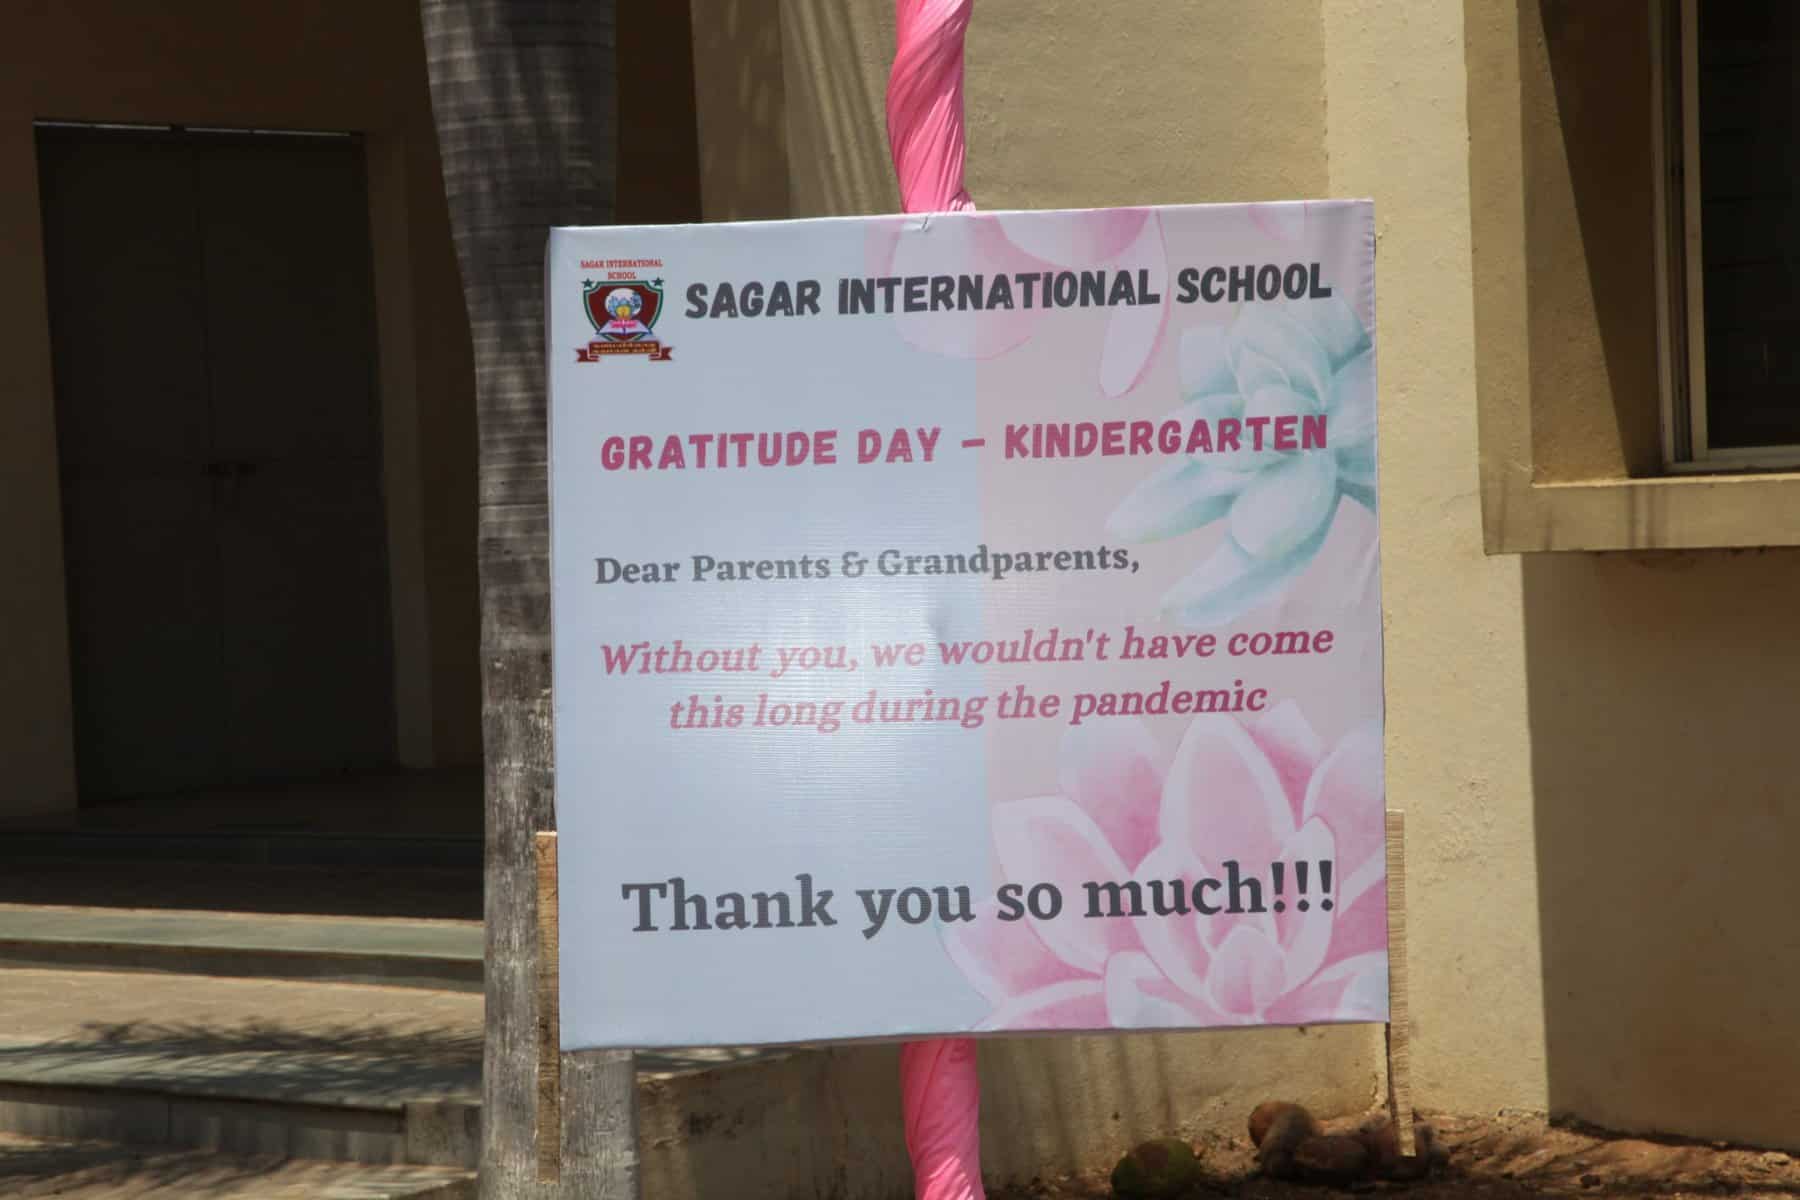 SAGAR INTERNATIONAL
SCHOOL
SAGAR INTERNATIONAL SCHOOL
GRATITUDE DAY – KINDERGARTEN
Dear Parents & Grandparents,
Without you, we wouldn't have come
this long during the pandemic
Thank you so much!!!